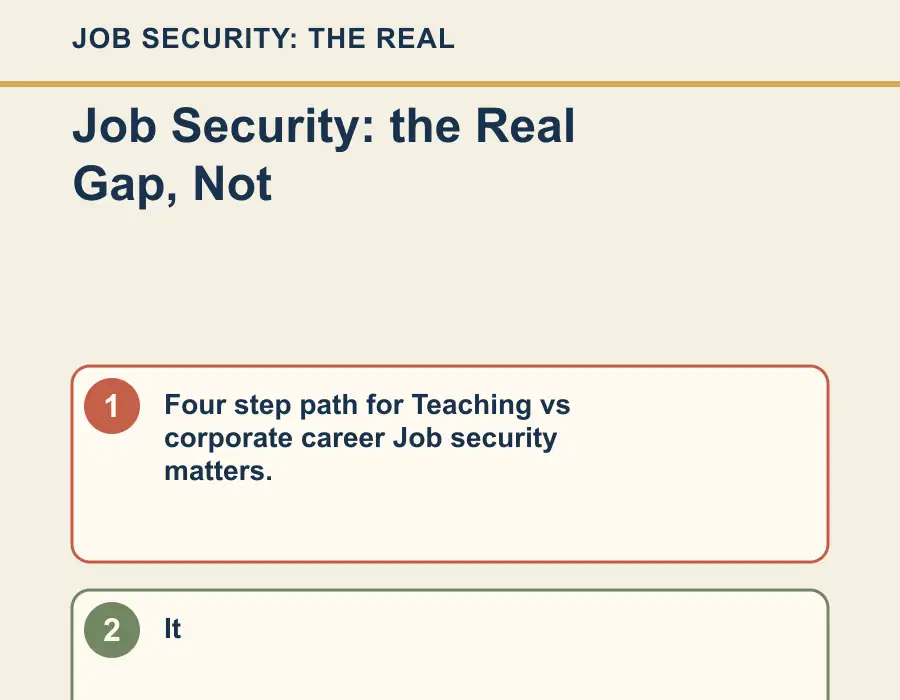 JOB SECURITY: THE REAL
Job Security: the Real
Gap, Not
1
Four step path for Teaching vs
corporate career Job security
matters.
2
It